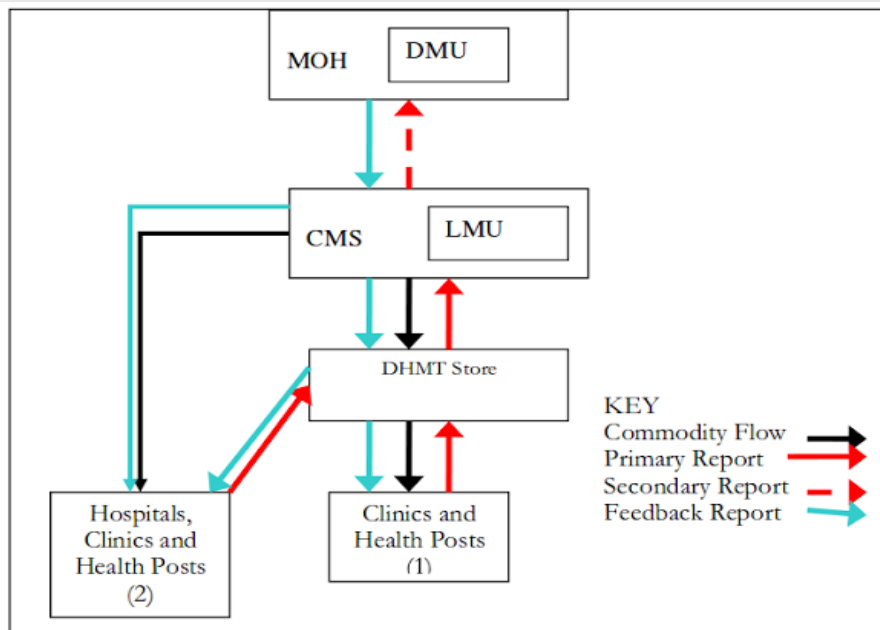 MOH
DMU
CMS
LMU
DHMT Store
Hospitals,
Clinics and
Health Posts
(2)
Clinics and
Health Posts
(1)
KEY
Commodity Flow
Primary Report
Secondary Report
Feedback Report